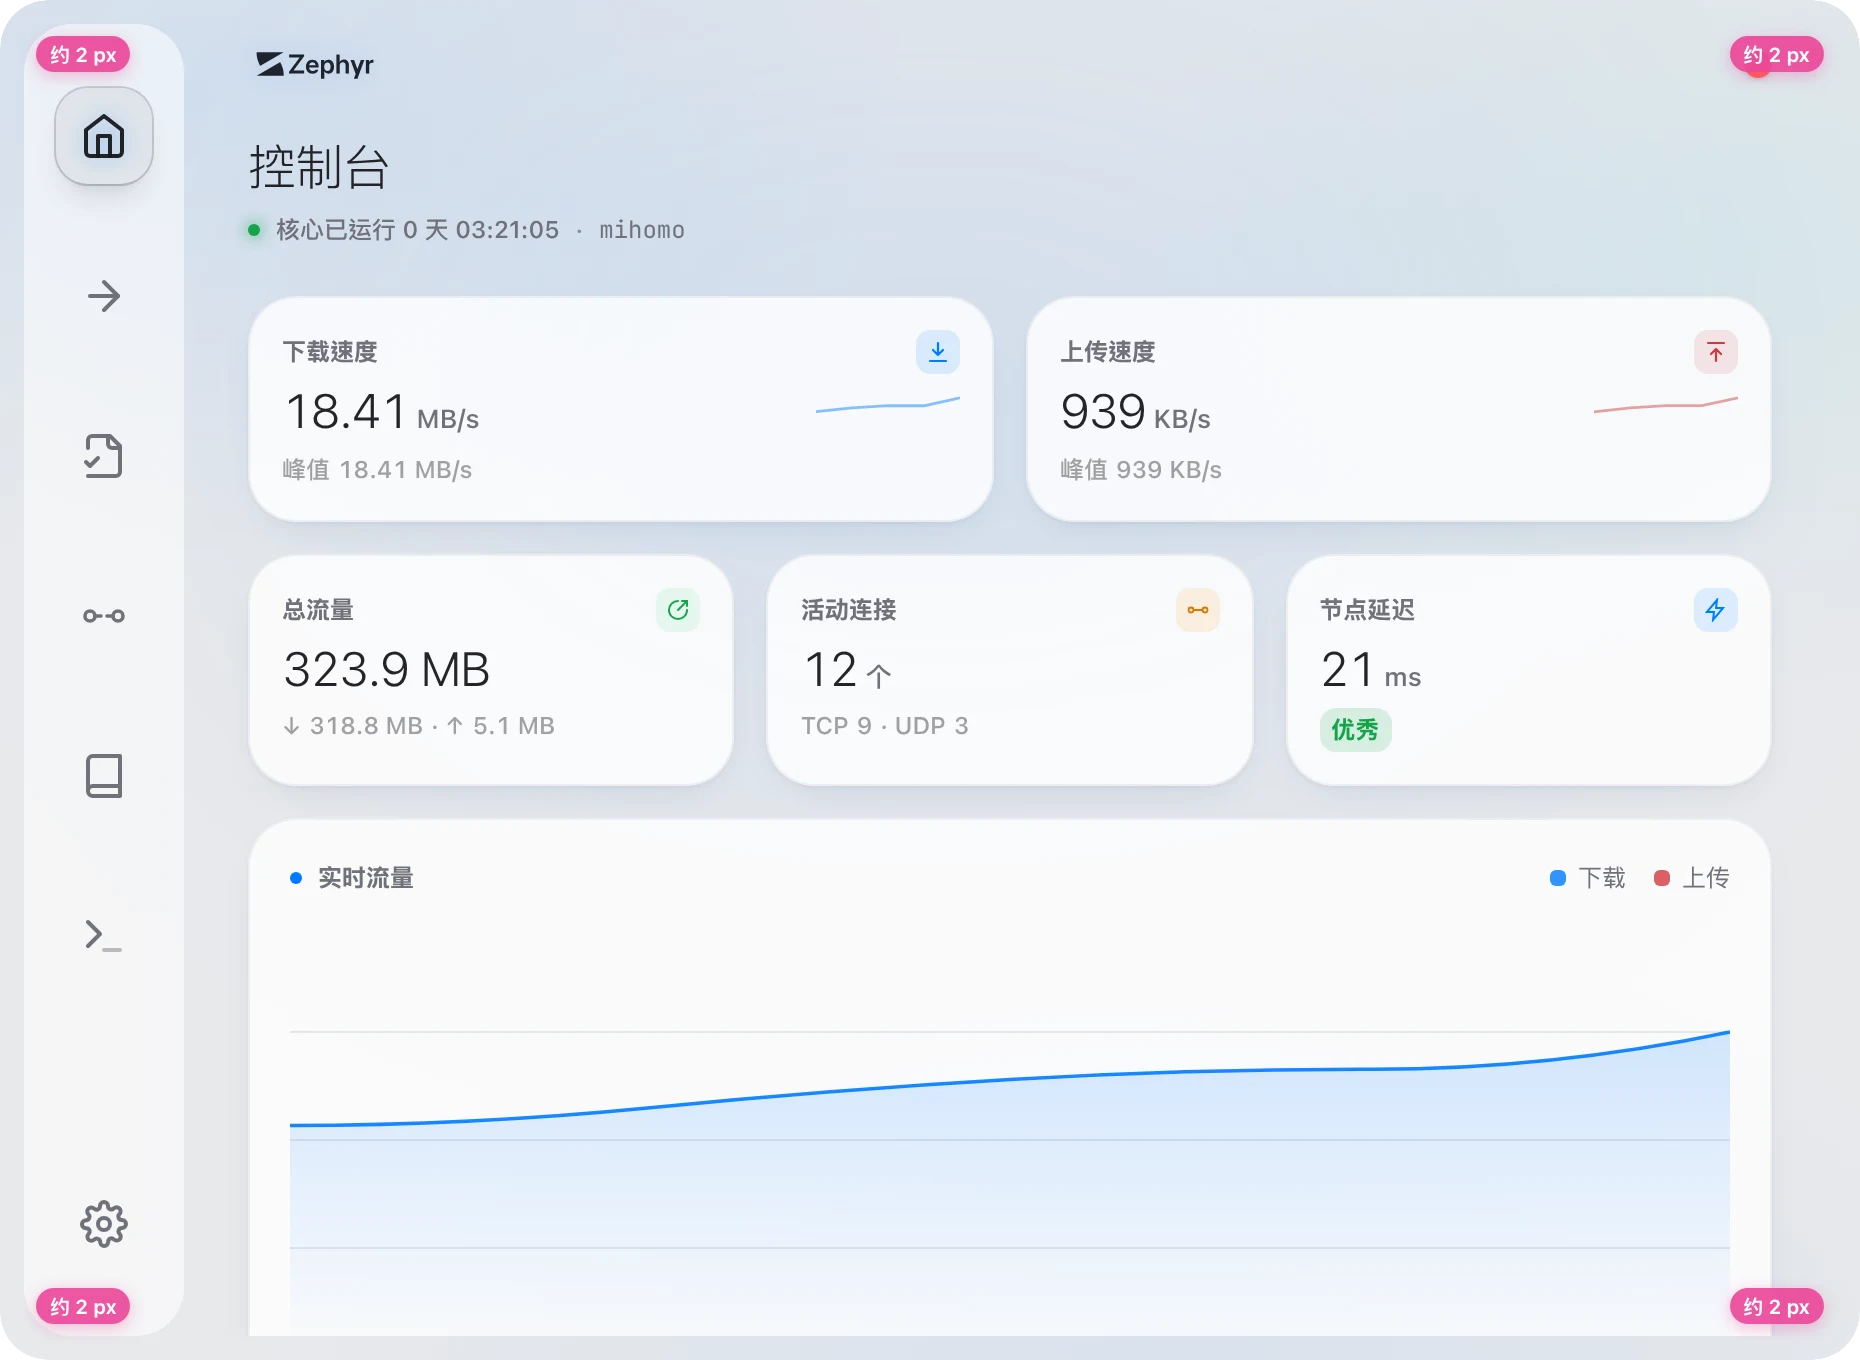 约 2 px
约 2 px
Zephyr
控制台
核心已运行 0 天 03:21:05 · mihomo
下载速度
18.41 MB/s
峰值 18.41 MB/s
上传速度
939 KB/s
峰值 939 KB/s
总流量
323.9 MB
↓ 318.8 MB · ↑ 5.1 MB
活动连接
12 个
TCP 9 · UDP 3
节点延迟
21 ms
优秀
实时流量
下载
上传
约 2 px
约 2 px